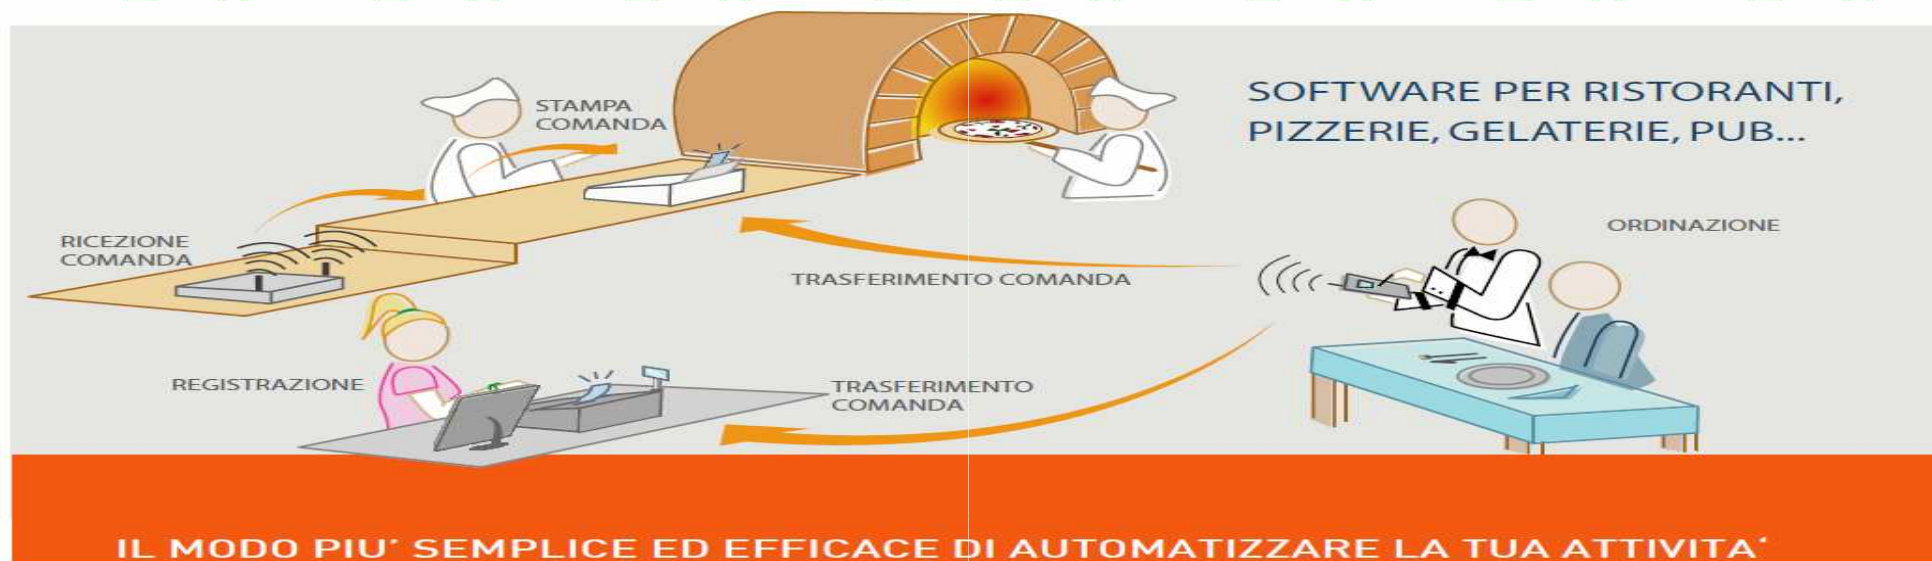 SOFTWARE PER RISTORANTI,
PIZZERIE, GELATERIE, PUB...
STAMPA
COMANDA
RICEZIONE
COMANDA
ORDINAZIONE
TRASFERIMENTO COMANDA
REGISTRAZIONE
TRASFERIMENTO
COMANDA
IL MODO PIU' SEMPLICE ED EFFICACE DI AUTOMATIZZARE LA TUA ATTIVITA'